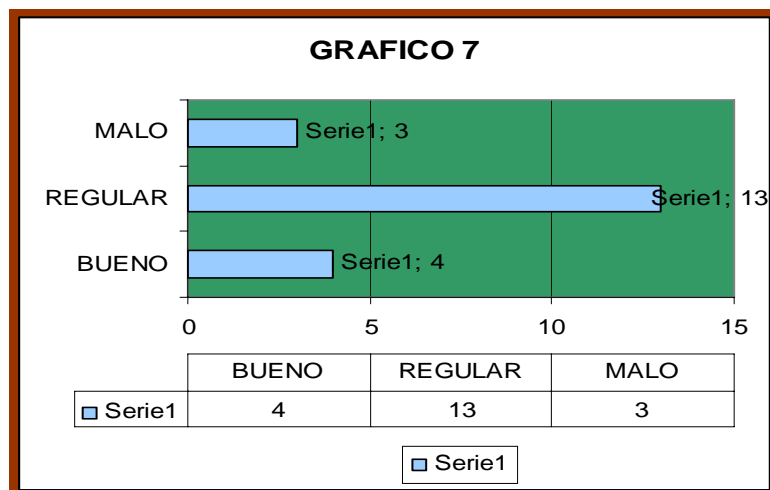 GRAFICO 7
MALO
Serie1; 3
REGULAR
Serie1; 13
BUENO
Serie1; 4
0 5 10 15
BUENO REGULAR MALO
Serie1 4 13 3
Serie1